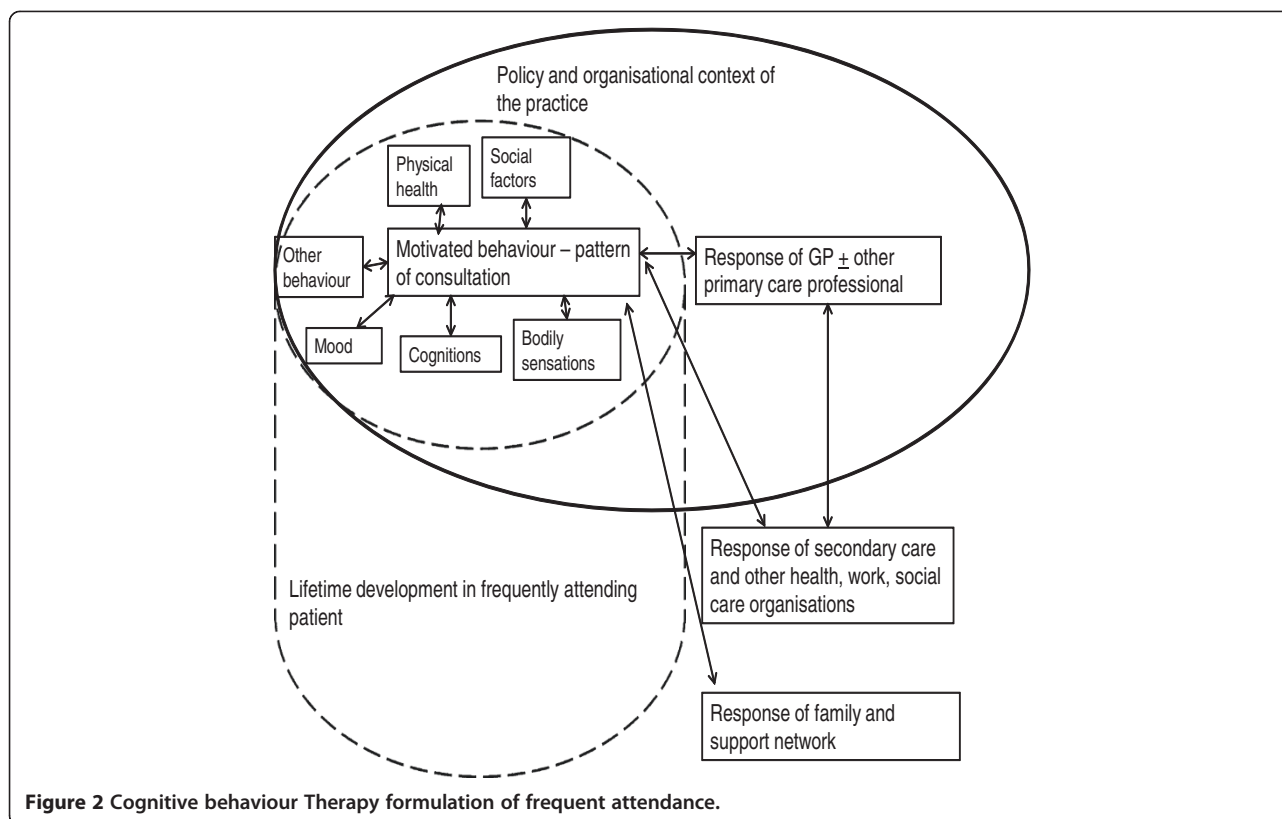 Policy and organisational context of
the practice
Physical
health
Social
factors
Other
behaviour
Motivated behaviour – pattern
of consultation
Response of GP ± other
primary care professional
Mood
Cognitions
Bodily
sensations
Lifetime development in frequently attending
patient
Response of secondary care
and other health, work, social
care organisations
Response of family and
support network
Figure 2 Cognitive behaviour Therapy formulation of frequent attendance.